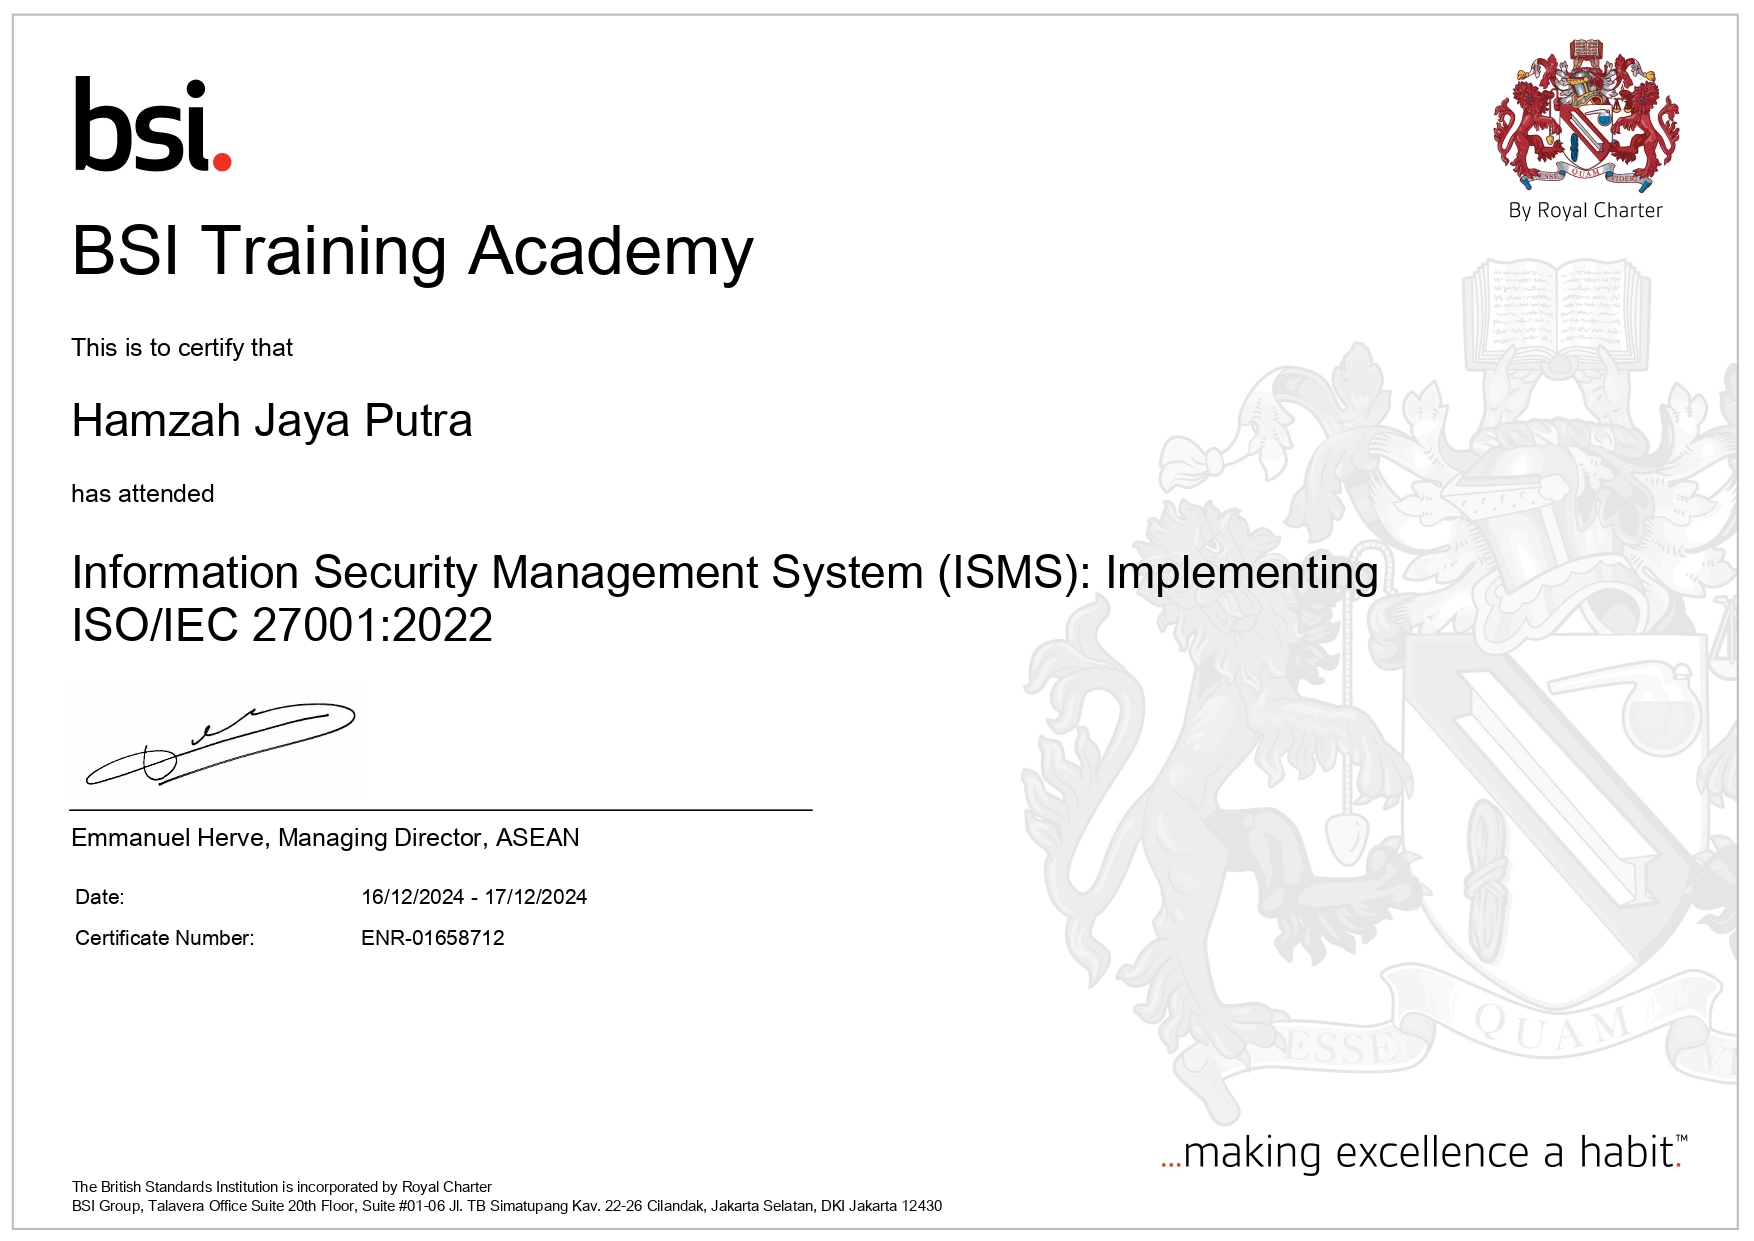 bsi.
By Royal Charter
ESSE QUAM VIDERI
BSI Training Academy
This is to certify that
Hamzah Jaya Putra
has attended
Information Security Management System (ISMS): Implementing
ISO/IEC 27001:2022
Emmanuel Herve, Managing Director, ASEAN
Date: 16/12/2024 - 17/12/2024
Certificate Number: ENR-01658712
ESSE QUAM VI
...making excellence a habit.™
The British Standards Institution is incorporated by Royal Charter
BSI Group, Talavera Office Suite 20th Floor, Suite #01-06 Jl. TB Simatupang Kav. 22-26 Cilandak, Jakarta Selatan, DKI Jakarta 12430